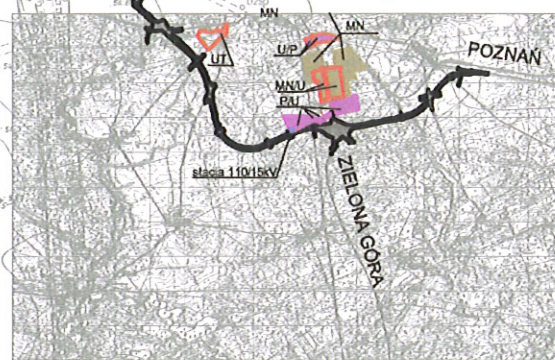 MN
MN
U/P
UT
POZNAŃ
MN/U
P/U
stacja 110/15kV
ZIELONA GÓRA